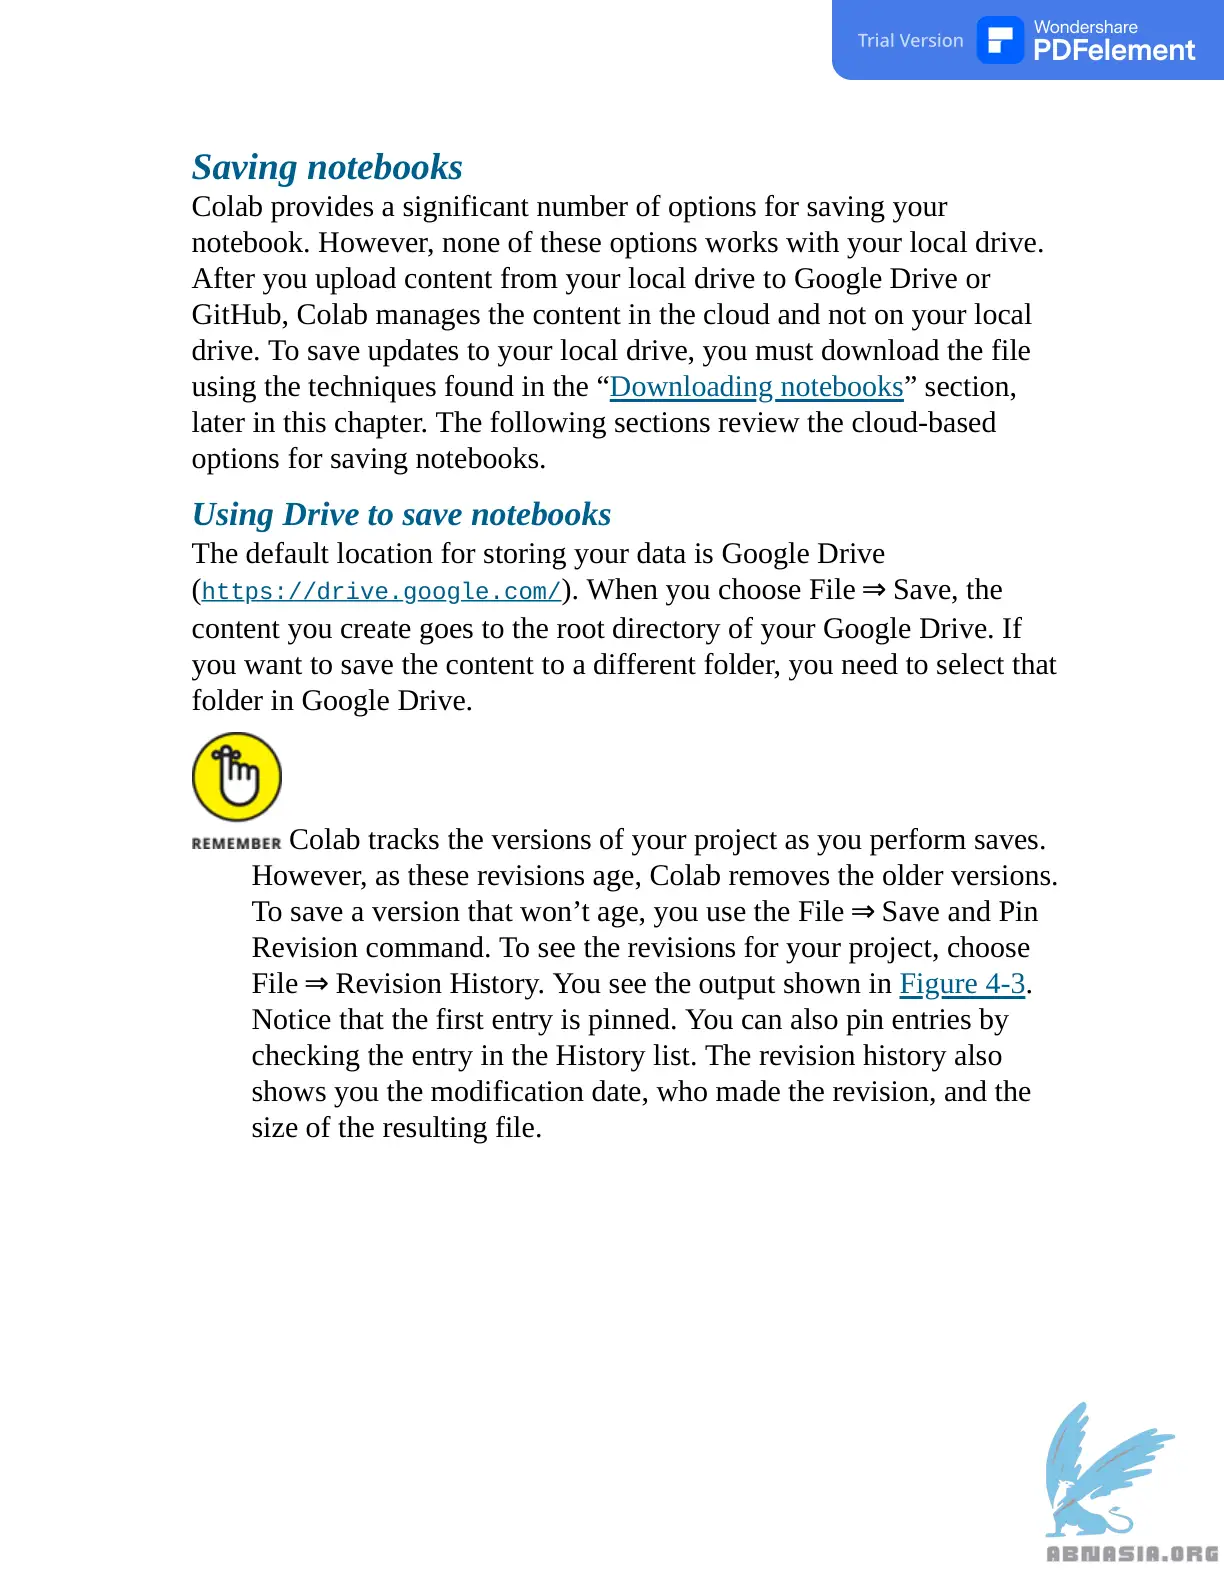 Trial Version
Wondershare
PDFelement
Saving notebooks
Colab provides a significant number of options for saving your
notebook. However, none of these options works with your local drive.
After you upload content from your local drive to Google Drive or
GitHub, Colab manages the content in the cloud and not on your local
drive. To save updates to your local drive, you must download the file
using the techniques found in the “Downloading notebooks” section,
later in this chapter. The following sections review the cloud-based
options for saving notebooks.
Using Drive to save notebooks
The default location for storing your data is Google Drive
(https://drive.google.com/). When you choose File ⇒ Save, the
content you create goes to the root directory of your Google Drive. If
you want to save the content to a different folder, you need to select that
folder in Google Drive.
REMEMBER Colab tracks the versions of your project as you perform saves.
However, as these revisions age, Colab removes the older versions.
To save a version that won’t age, you use the File ⇒ Save and Pin
Revision command. To see the revisions for your project, choose
File ⇒ Revision History. You see the output shown in Figure 4-3.
Notice that the first entry is pinned. You can also pin entries by
checking the entry in the History list. The revision history also
shows you the modification date, who made the revision, and the
size of the resulting file.
ABNASIA.ORG